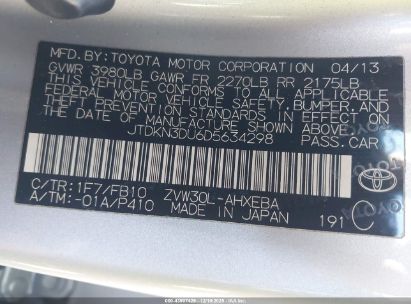 MFD.BY:TOYOTA MOTOR CORPORATION 04/13
GVWR 3980LB GAWR FR 2270LB RR 2175LB
THIS VEHICLE CONFORMS TO ALL APPLICABLE
FEDERAL MOTOR VEHICLE SAFETY,BUMPER,AND
THEFT PREVENTION STANDARDS IN EFFECT ON
THE DATE OF MANUFACTURE SHOWN ABOVE.
JTDKN3DU6D5634298 PASS.CAR
C/TR:1F7/FB10 ZVW30L-AHXEBA
A/TM:-01A/P410 MADE IN JAPAN 191 C
TOYOTA